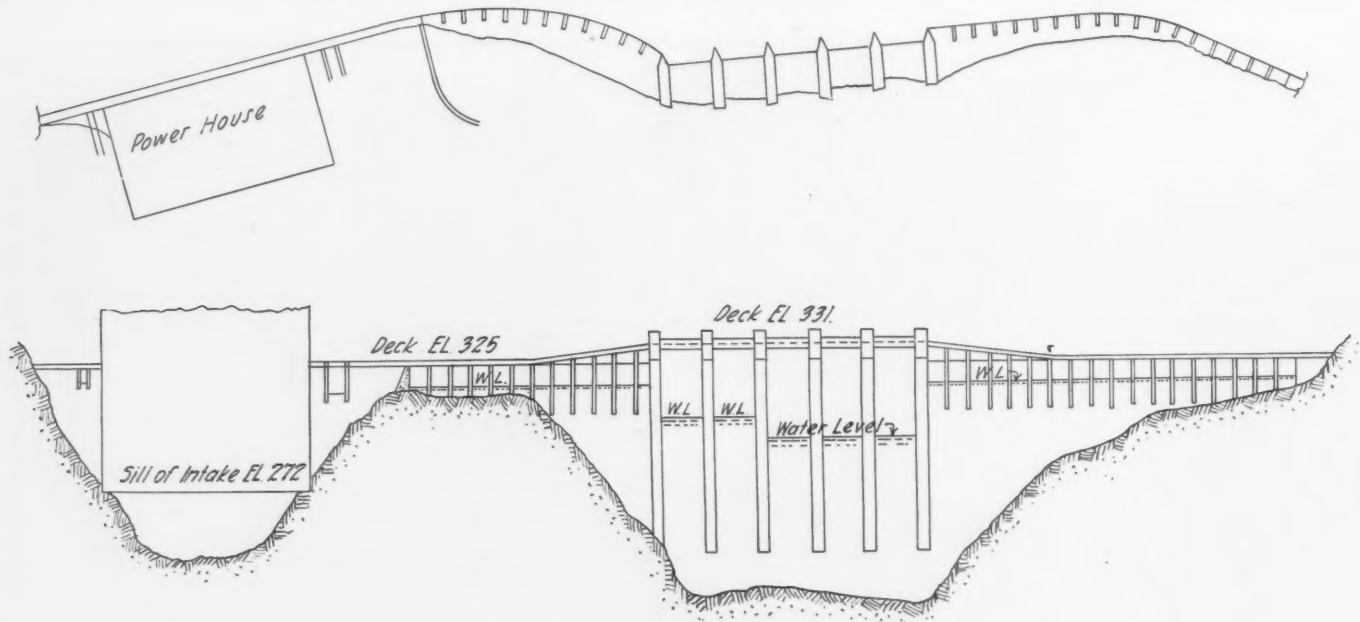 Power House
Deck EL. 331.
Deck EL. 325
W.L.
W.L.
W.L
W.L
Water Level
Sill of Intake EL. 272